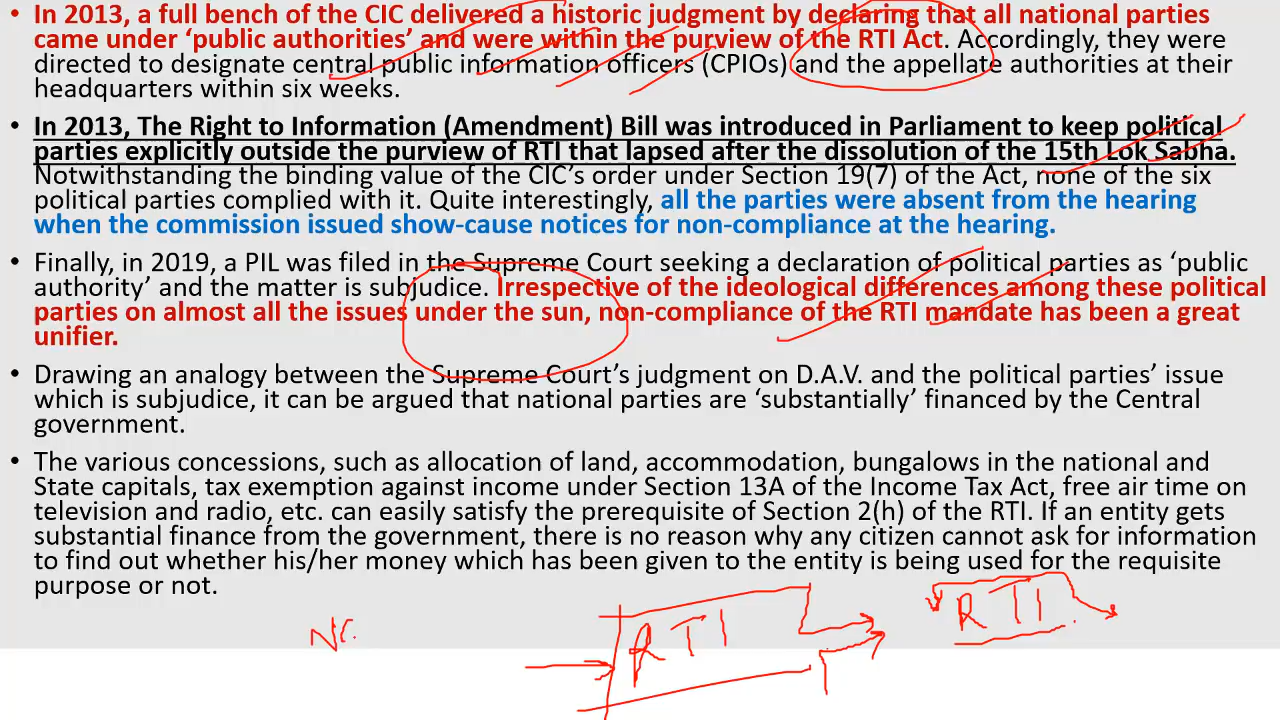 • In 2013, a full bench of the CIC delivered a historic judgment by declaring that all national parties
came under ‘public authorities’ and were within the purview of the RTI Act. Accordingly, they were
directed to designate central public information officers (CPIOs) and the appellate authorities at their
headquarters within six weeks.
• In 2013, The Right to Information (Amendment) Bill was introduced in Parliament to keep political
parties explicitly outside the purview of RTI that lapsed after the dissolution of the 15th Lok Sabha.
Notwithstanding the binding value of the CIC’s order under Section 19(7) of the Act, none of the six
political parties complied with it. Quite interestingly, all the parties were absent from the hearing
when the commission issued show-cause notices for non-compliance at the hearing.
• Finally, in 2019, a PIL was filed in the Supreme Court seeking a declaration of political parties as ‘public
authority’ and the matter is subjudice. Irrespective of the ideological differences among these political
parties on almost all the issues under the sun, non-compliance of the RTI mandate has been a great
unifier.
• Drawing an analogy between the Supreme Court’s judgment on D.A.V. and the political parties’ issue
which is subjudice, it can be argued that national parties are ‘substantially’ financed by the Central
government.
• The various concessions, such as allocation of land, accommodation, bungalows in the national and
State capitals, tax exemption against income under Section 13A of the Income Tax Act, free air time on
television and radio, etc. can easily satisfy the prerequisite of Section 2(h) of the RTI. If an entity gets
substantial finance from the government, there is no reason why any citizen cannot ask for information
to find out whether his/her money which has been given to the entity is being used for the requisite
purpose or not.
RTI RTI